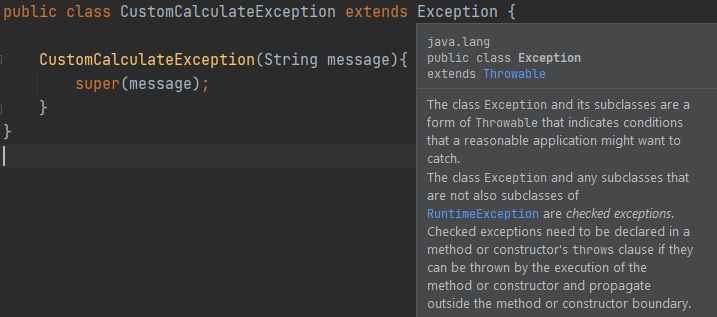 public class CustomCalculateException extends Exception {
CustomCalculateException(String message){
super(message);
}
}
java.lang
public class Exception
extends Throwable
The class Exception and its subclasses are a
form of Throwable that indicates conditions
that a reasonable application might want to
catch.
The class Exception and any subclasses that
are not also subclasses of
RuntimeException are checked exceptions.
Checked exceptions need to be declared in a
method or constructor's throws clause if they
can be thrown by the execution of the
method or constructor and propagate
outside the method or constructor boundary.